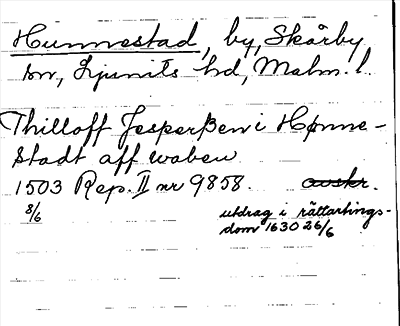 Hunnestad, by, Skårby
sn, Ljunits hd, Malm. l.
Thilloff Jesperßen i Hønne-
stadt aff waben
1503 Rep. II nr 9858. avskr.
8/6
utdrag i rättartings-
dom 1630 26/6